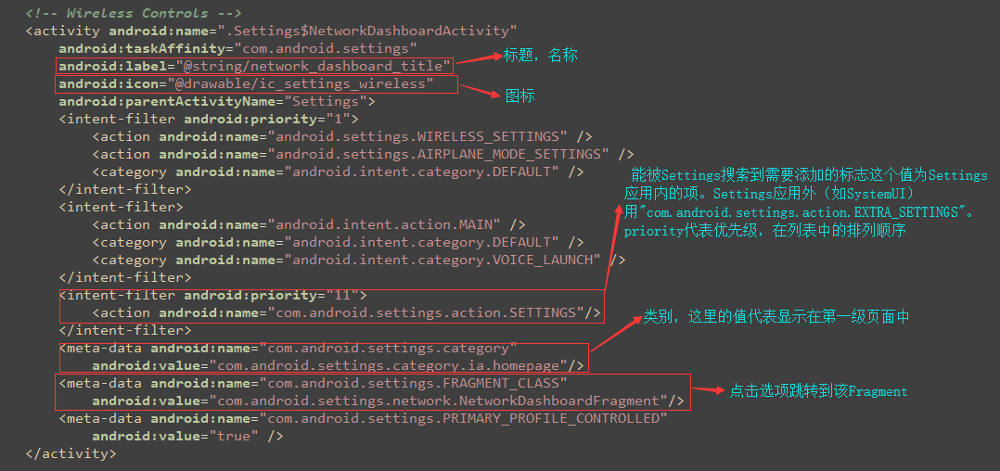 <!-- Wireless Controls -->
<activity android:name=".Settings$NetworkDashboardActivity"
android:taskAffinity="com.android.settings"
android:label="@string/network_dashboard_title"
标题，名称
android:icon="@drawable/ic_settings_wireless"
图标
android:parentActivityName="Settings">
<intent-filter android:priority="1">
<action android:name="android.settings.WIRELESS_SETTINGS" />
<action android:name="android.settings.AIRPLANE_MODE_SETTINGS" />
<category android:name="android.intent.category.DEFAULT" />
</intent-filter>
<intent-filter>
<action android:name="android.intent.action.MAIN" />
<category android:name="android.intent.category.DEFAULT" />
<category android:name="android.intent.category.VOICE_LAUNCH" />
</intent-filter>
能被Settings搜索到需要添加的标志这个值为Settings
应用内的项。Settings应用外（如SystemUI）
用"com.android.settings.action.EXTRA_SETTINGS"。
priority代表优先级，在列表中的排列顺序
<intent-filter android:priority="11">
<action android:name="com.android.settings.action.SETTINGS"/>
</intent-filter>
类别，这里的值代表显示在第一级页面中
<meta-data android:name="com.android.settings.category"
android:value="com.android.settings.category.ia.homepage"/>
<meta-data android:name="com.android.settings.FRAGMENT_CLASS"
android:value="com.android.settings.network.NetworkDashboardFragment"/>
点击选项跳转到该Fragment
<meta-data android:name="com.android.settings.PRIMARY_PROFILE_CONTROLLED"
android:value="true" />
</activity>